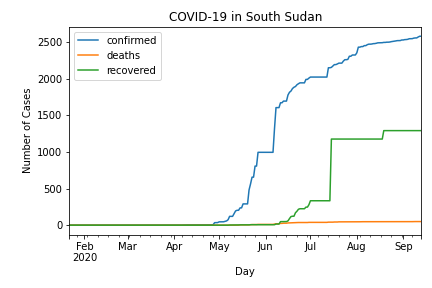 COVID-19 in South Sudan
confirmed
deaths
recovered
Number of Cases
2500
2000
1500
1000
500
0
Feb Mar Apr May Jun Jul Aug Sep
2020
Day